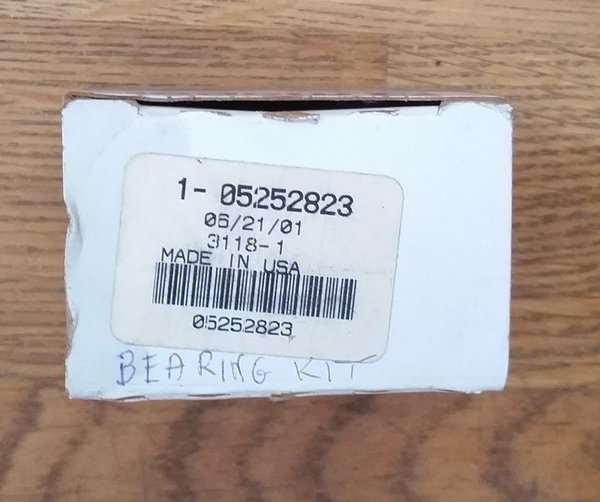 1- 05252823
06/21/01
3118-1
MADE IN USA
05252823
BEARING KIT